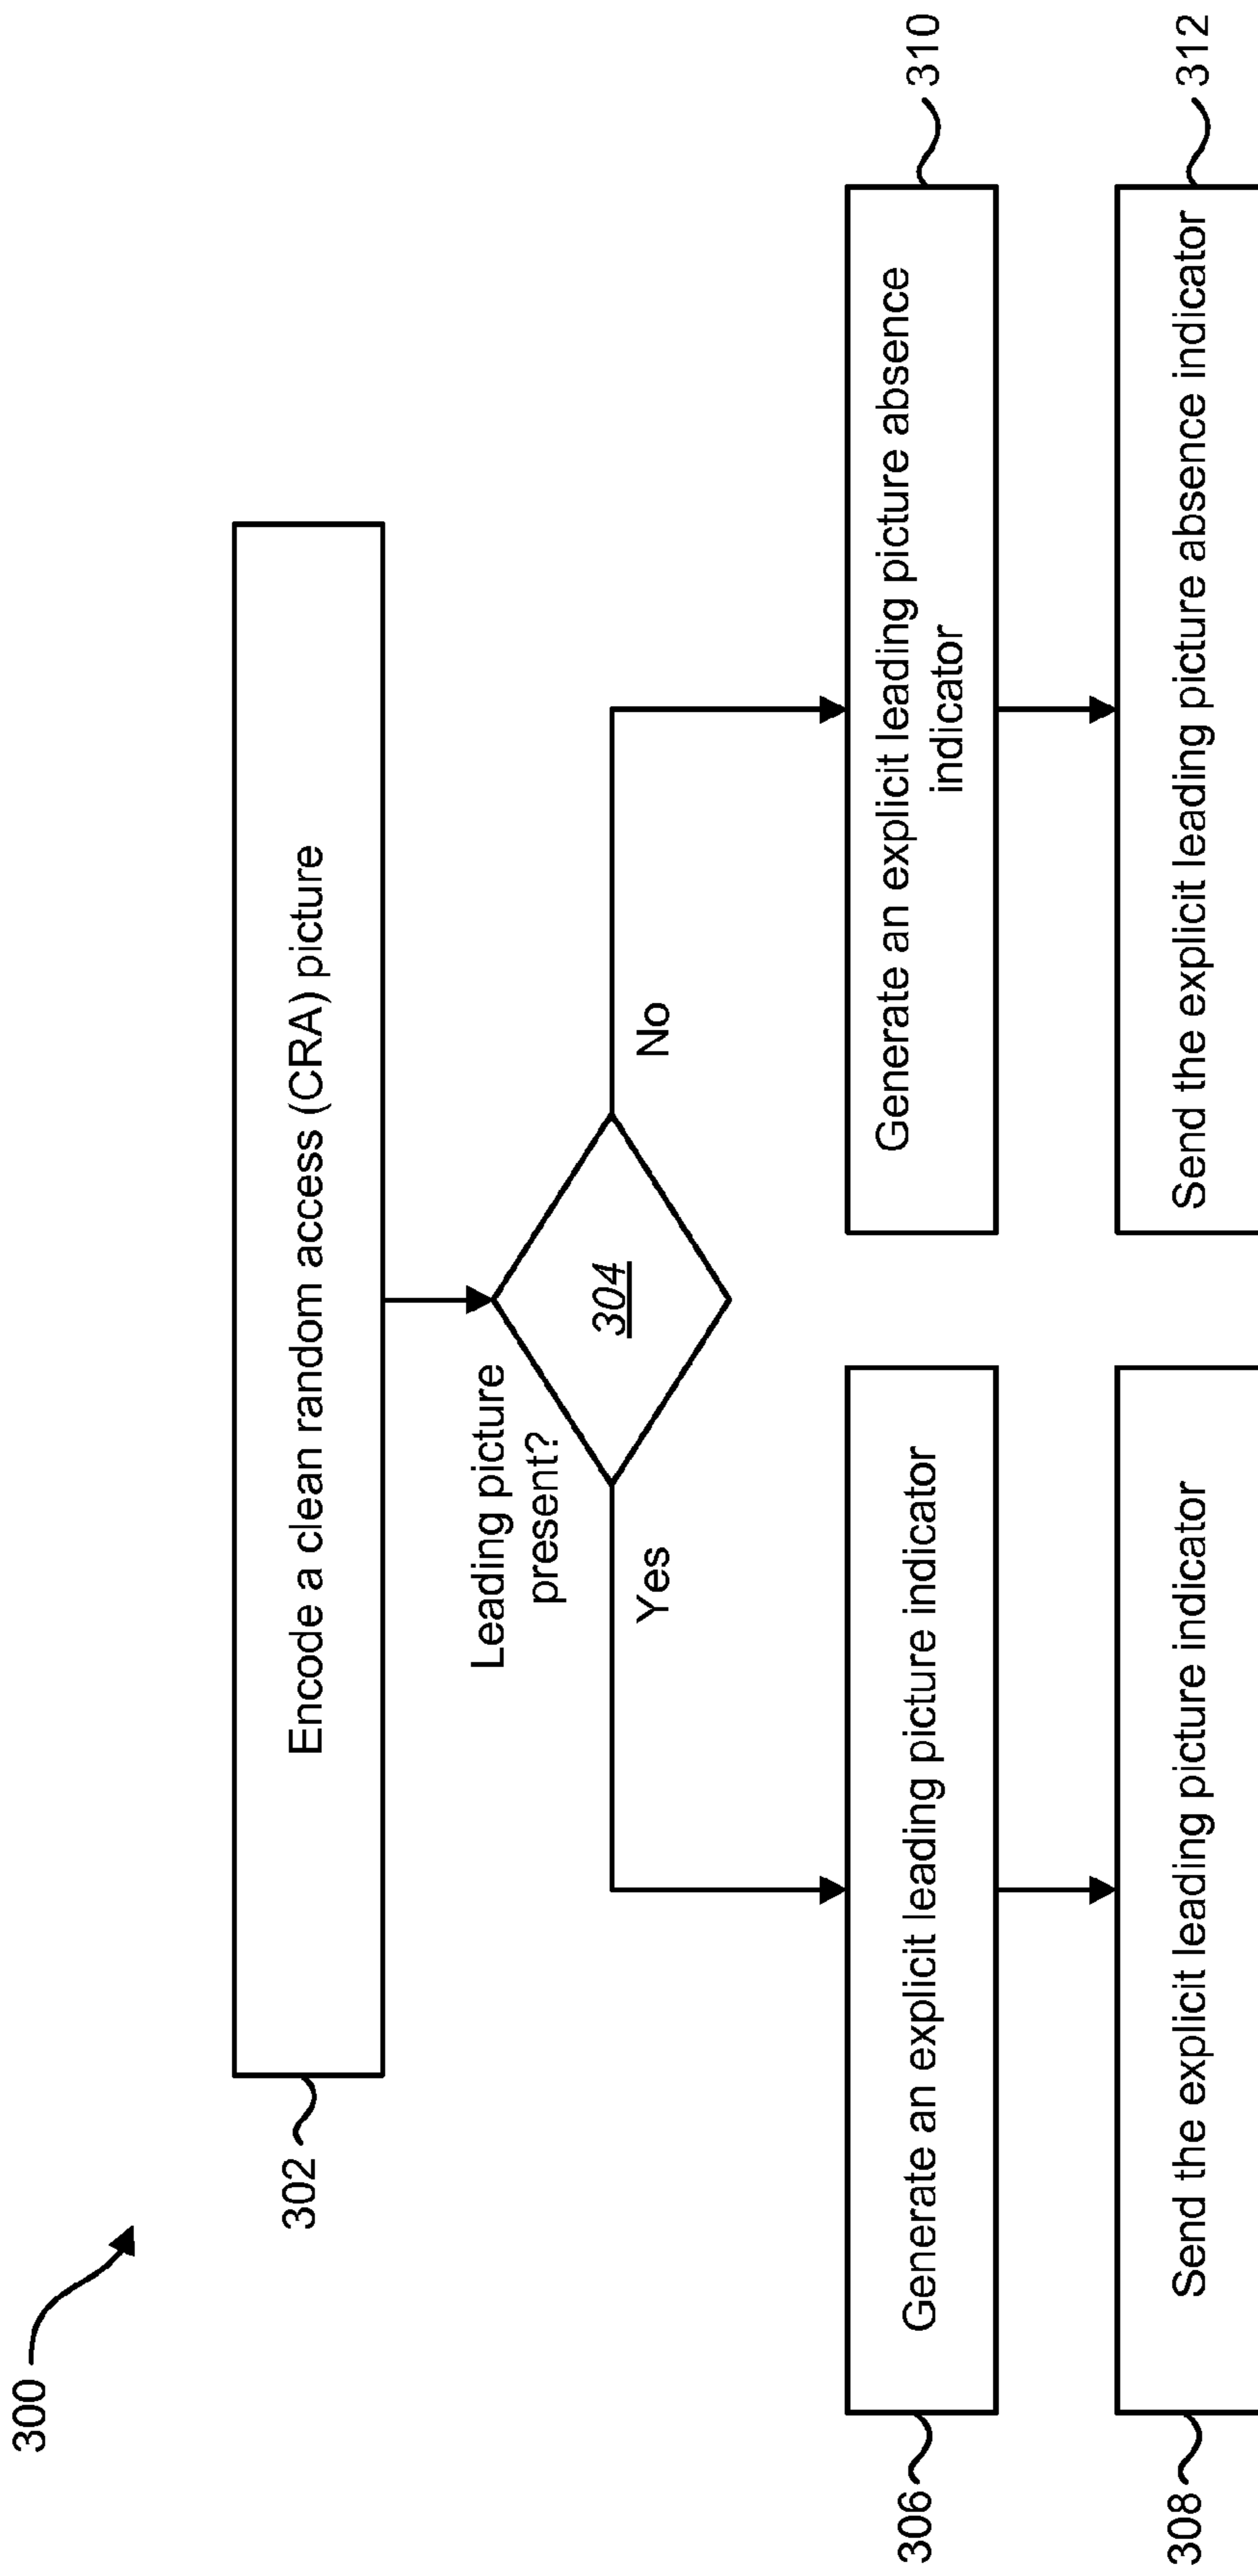 300
302
Encode a clean random access (CRA) picture
Leading picture
present?
304
Yes
No
306
Generate an explicit leading picture indicator
Generate an explicit leading picture absence
indicator
310
308
Send the explicit leading picture indicator
Send the explicit leading picture absence indicator
312